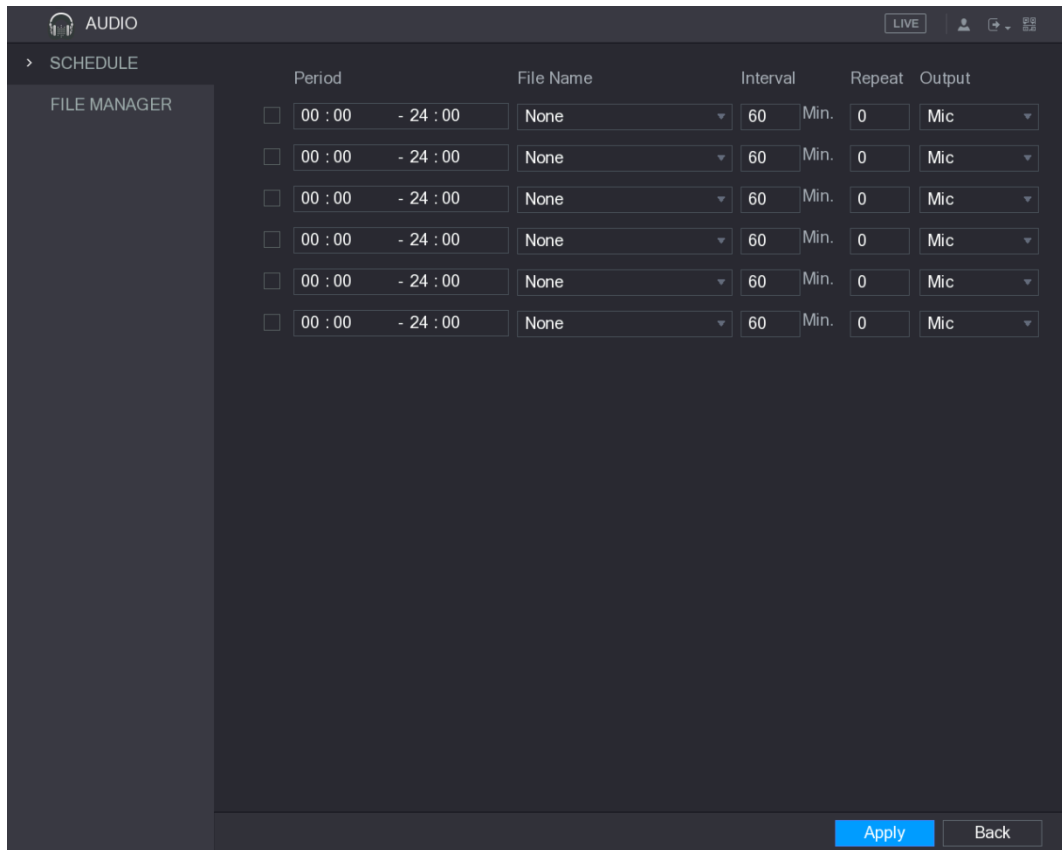 AUDIO LIVE
SCHEDULE
FILE MANAGER
Period File Name Interval Repeat Output
00 : 00 - 24 : 00 None 60 Min. 0 Mic
00 : 00 - 24 : 00 None 60 Min. 0 Mic
00 : 00 - 24 : 00 None 60 Min. 0 Mic
00 : 00 - 24 : 00 None 60 Min. 0 Mic
00 : 00 - 24 : 00 None 60 Min. 0 Mic
00 : 00 - 24 : 00 None 60 Min. 0 Mic
Apply Back